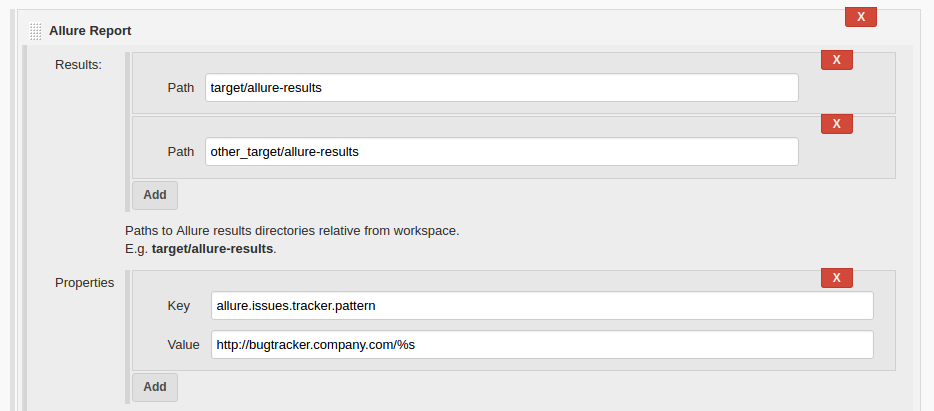 X
Allure Report
Results:
X
Path target/allure-results
X
Path other_target/allure-results
Add
Paths to Allure results directories relative from workspace.
E.g. target/allure-results.
Properties
X
Key allure.issues.tracker.pattern
Value http://bugtracker.company.com/%s
Add